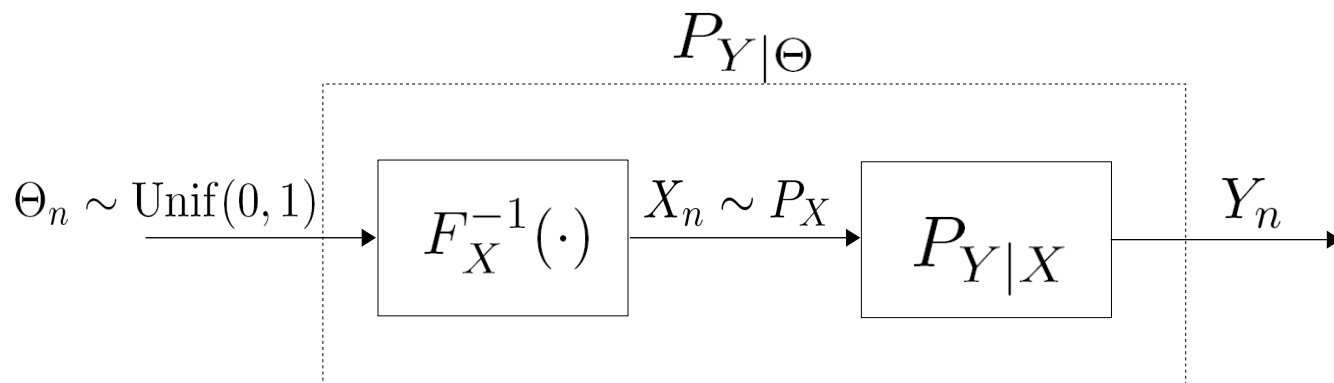 P_{Y|Θ}
Θ_n ∼ Unif(0, 1)
F_X^{-1}(·)
X_n ∼ P_X
P_{Y|X}
Y_n